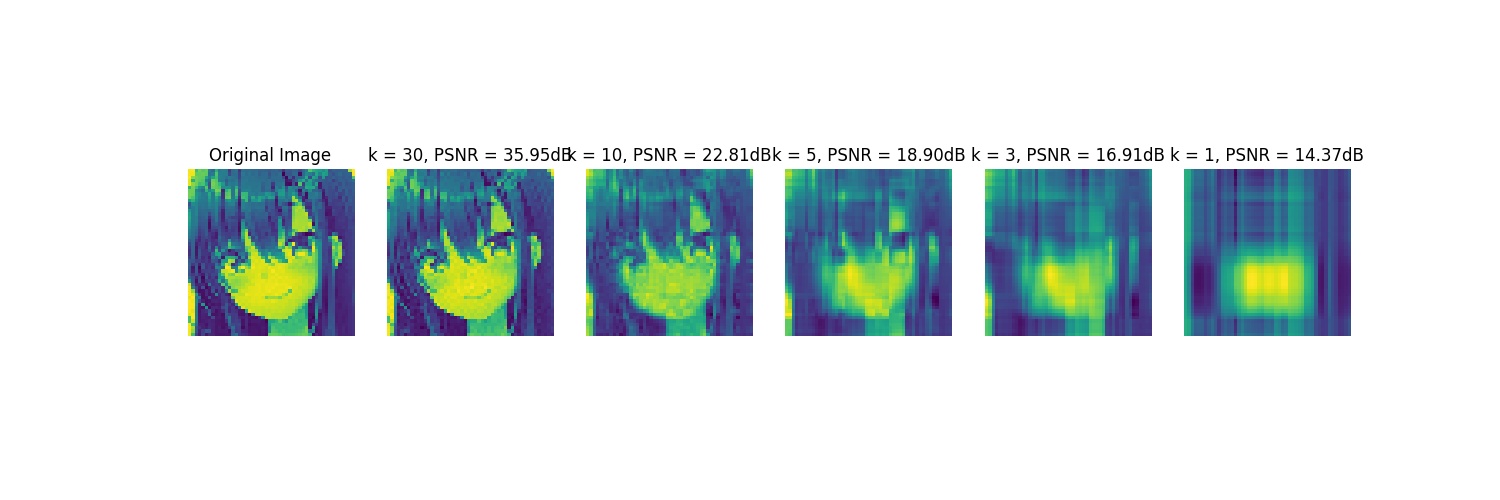 Original Image
k = 30, PSNR = 35.95dB
k = 10, PSNR = 22.81dB
k = 5, PSNR = 18.90dB
k = 3, PSNR = 16.91dB
k = 1, PSNR = 14.37dB